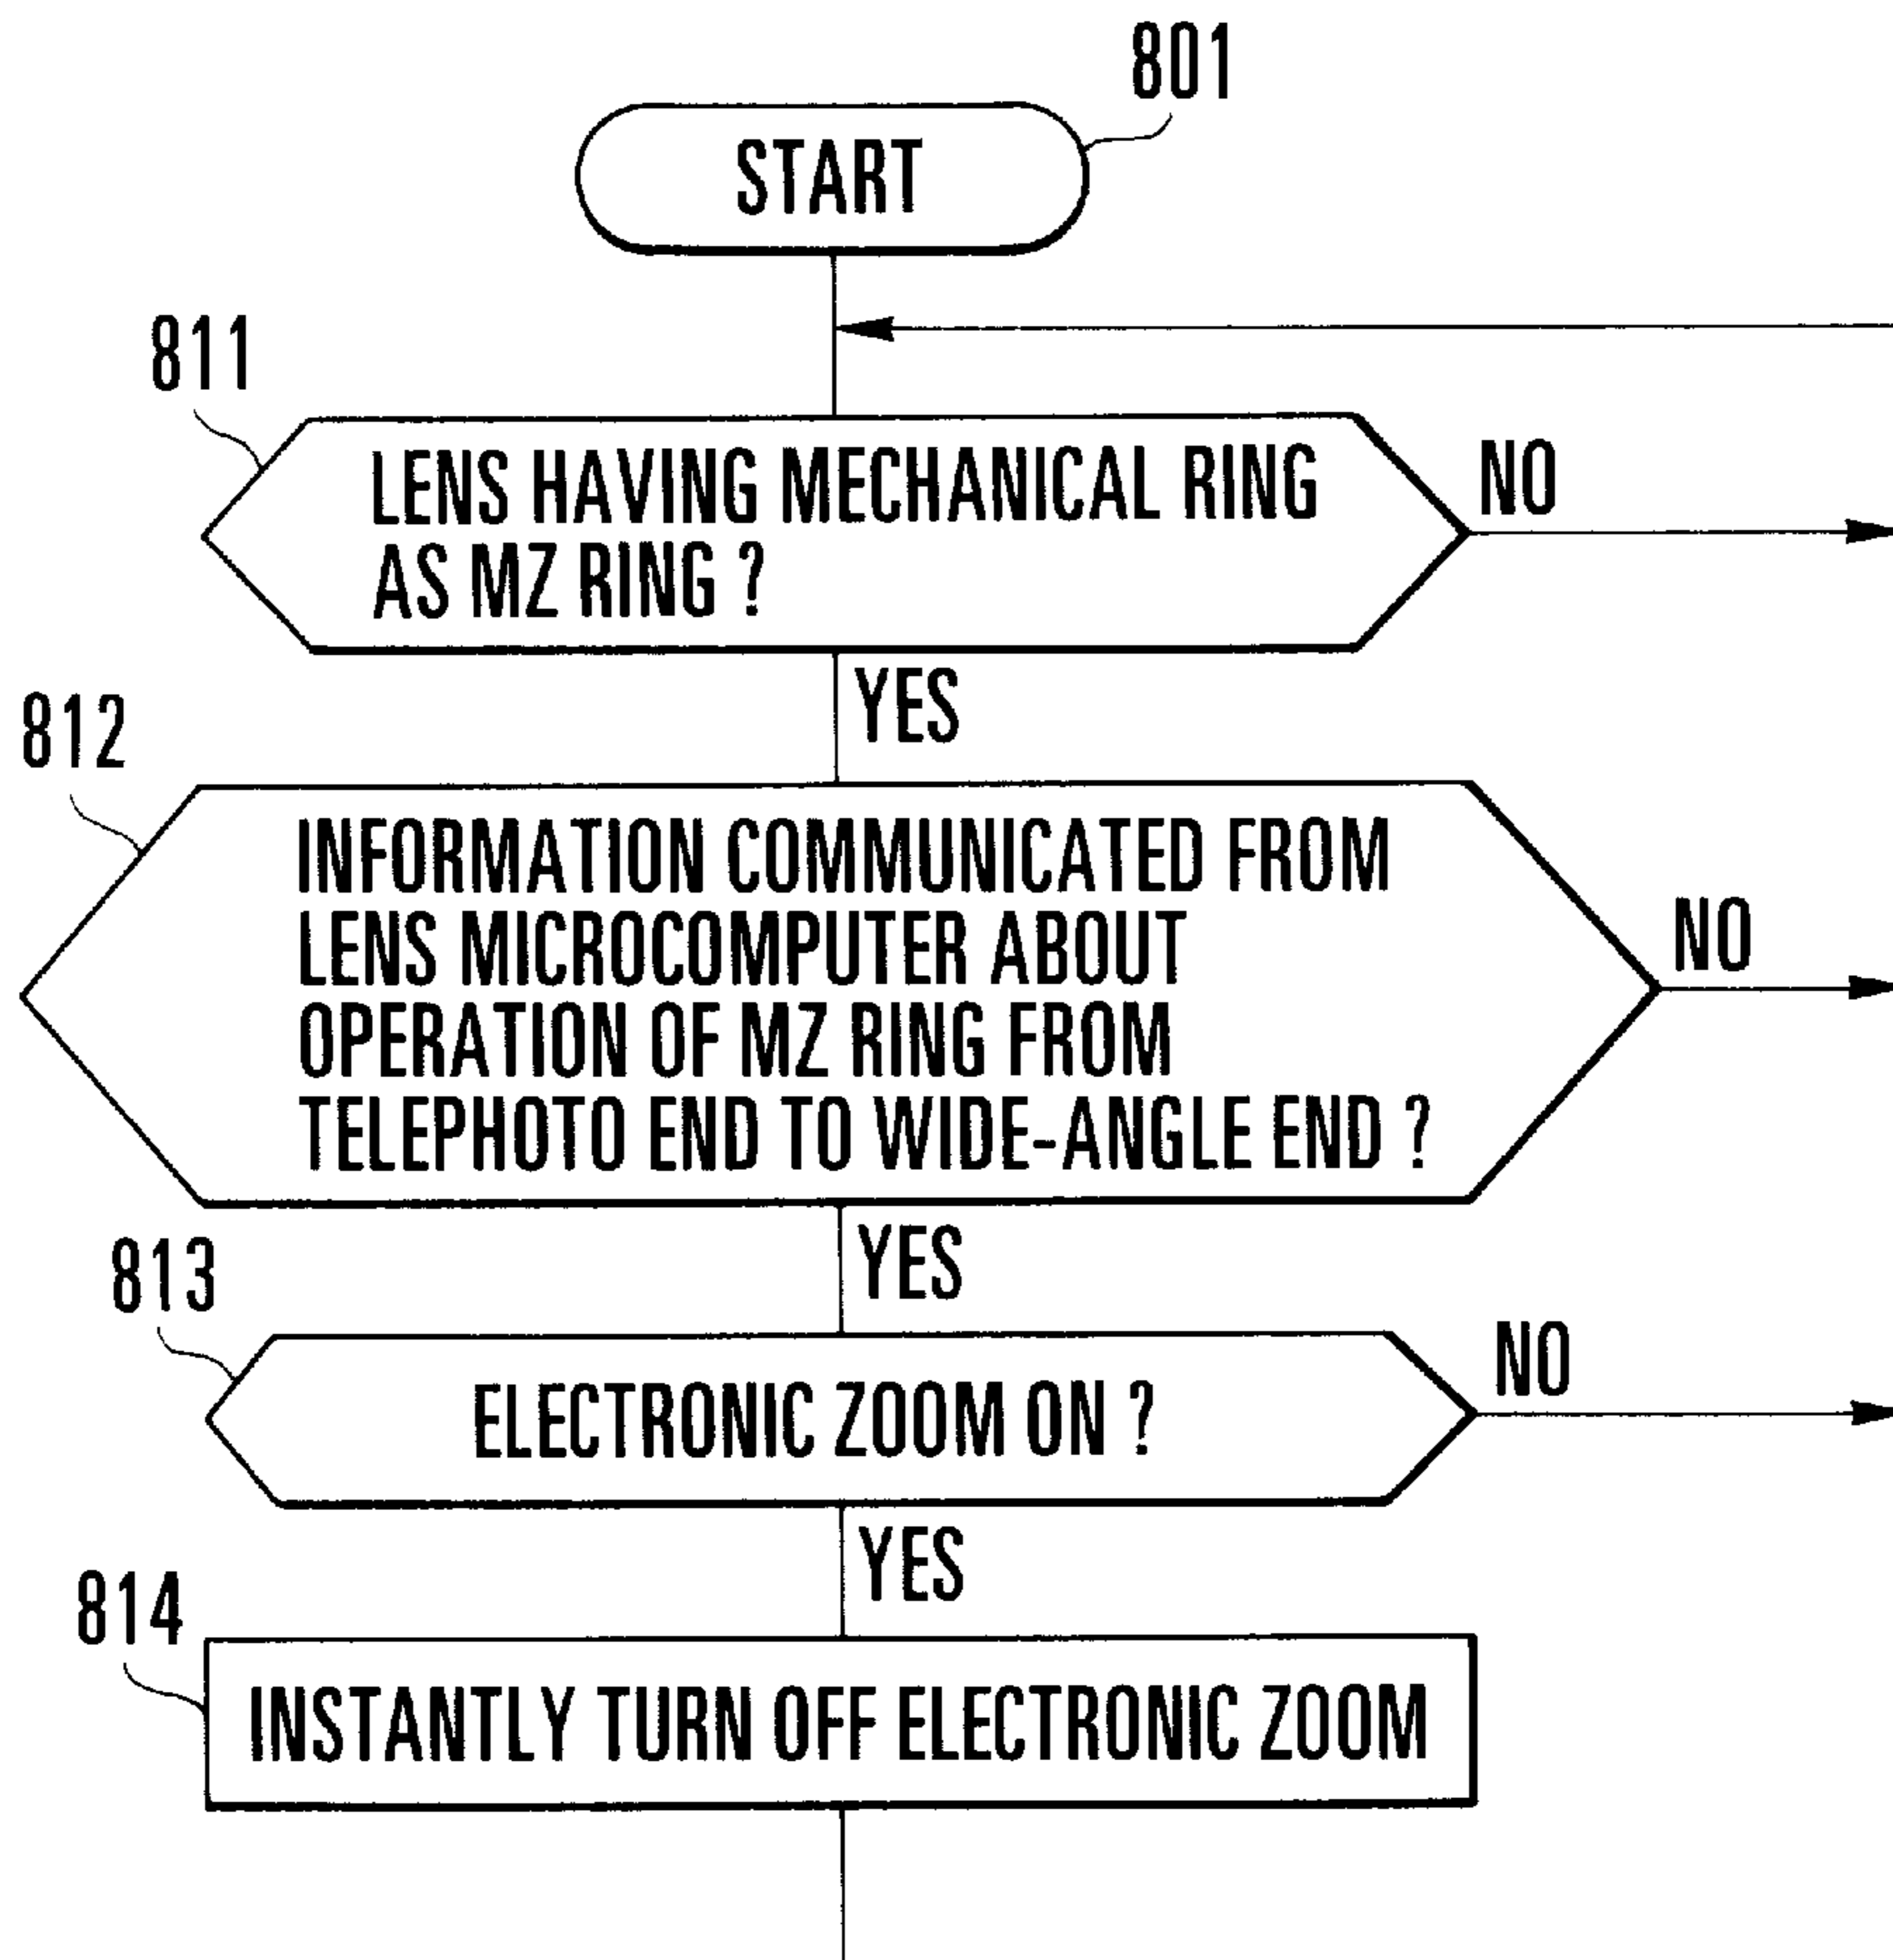 801
START
811
LENS HAVING MECHANICAL RING
AS MZ RING ?
NO
YES
812
INFORMATION COMMUNICATED FROM
LENS MICROCOMPUTER ABOUT
OPERATION OF MZ RING FROM
TELEPHOTO END TO WIDE-ANGLE END ?
NO
YES
813
ELECTRONIC ZOOM ON ?
NO
YES
814
INSTANTLY TURN OFF ELECTRONIC ZOOM